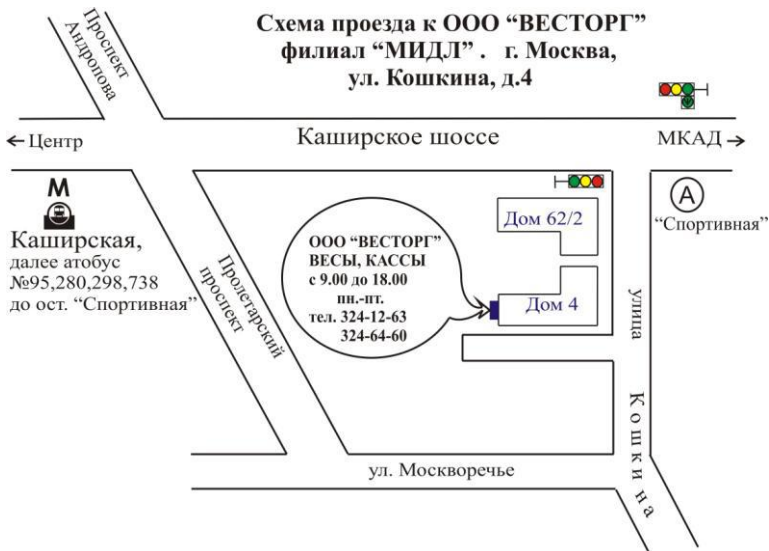 Схема проезда к ООО “ВЕСТОРГ”
филиал “МИДЛ” . г. Москва,
ул. Кошкина, д.4
Проспект
Андропова
← Центр
Каширское шоссе
МКАД →
М
Каширская,
далее атобус
№95,280,298,738
до ост. “Спортивная”
А
“Спортивная”
Дом 62/2
ООО “ВЕСТОРГ”
ВЕСЫ, КАССЫ
с 9.00 до 18.00
пн.-пт.
тел. 324-12-63
324-64-60
Дом 4
Пролетарский
проспект
улица
Кошкина
ул. Москворечье